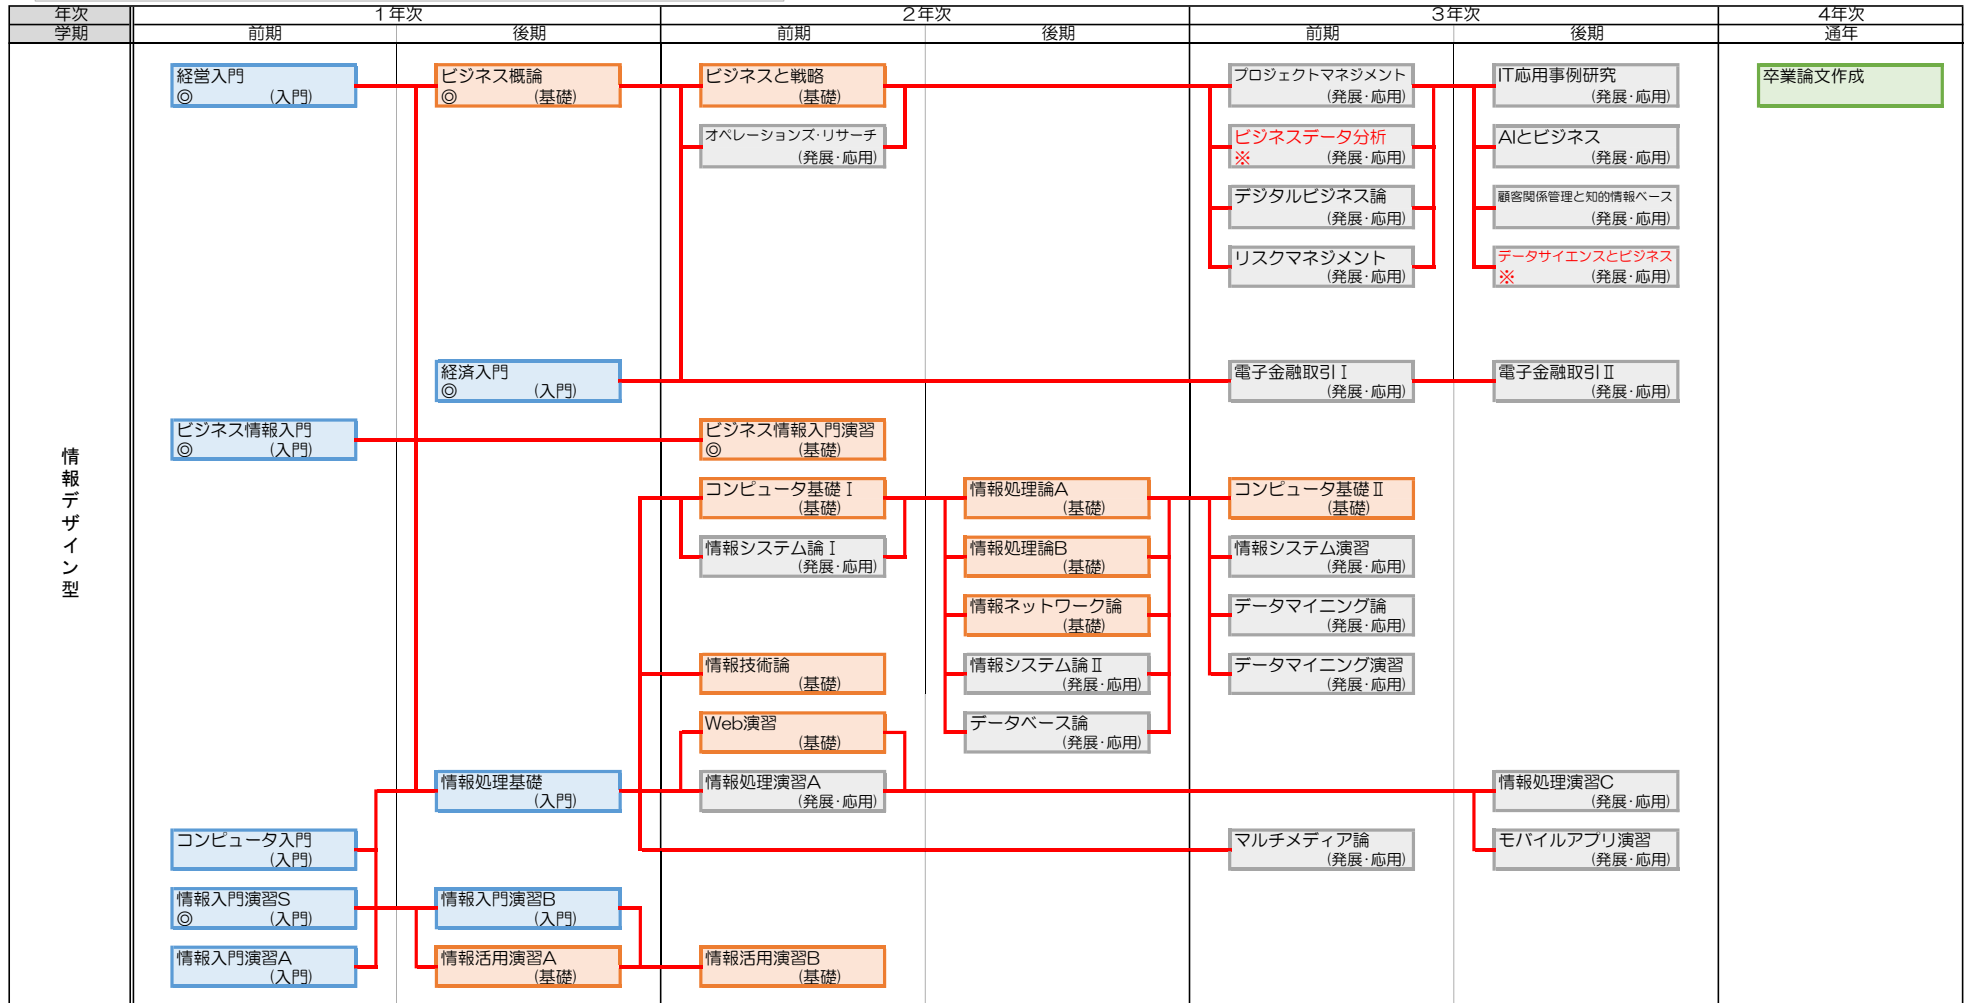 年次 1年次 2年次 3年次 4年次
学期 前期 後期 前期 後期 前期 後期 通年
情報デザイン型
経営入門
◎ (入門)
ビジネス概論
◎ (基礎)
ビジネスと戦略
(基礎)
プロジェクトマネジメント
(発展・応用)
IT応用事例研究
(発展・応用)
卒業論文作成
オペレーションズ・リサーチ
(発展・応用)
ビジネスデータ分析
※ (発展・応用)
AIとビジネス
(発展・応用)
デジタルビジネス論
(発展・応用)
顧客関係管理と知的情報ベース
(発展・応用)
リスクマネジメント
(発展・応用)
データサイエンスとビジネス
※ (発展・応用)
経済入門
◎ (入門)
電子金融取引Ⅰ
(発展・応用)
電子金融取引Ⅱ
(発展・応用)
ビジネス情報入門
◎ (入門)
ビジネス情報入門演習
◎ (基礎)
コンピュータ基礎Ⅰ
(基礎)
情報処理論A
(基礎)
コンピュータ基礎Ⅱ
(基礎)
情報システム論Ⅰ
(発展・応用)
情報処理論B
(基礎)
情報システム演習
(発展・応用)
情報ネットワーク論
(基礎)
データマイニング論
(発展・応用)
情報技術論
(基礎)
情報システム論Ⅱ
(発展・応用)
データマイニング演習
(発展・応用)
Web演習
(基礎)
データベース論
(発展・応用)
情報処理基礎
(入門)
情報処理演習A
(発展・応用)
情報処理演習C
(発展・応用)
コンピュータ入門
(入門)
マルチメディア論
(発展・応用)
モバイルアプリ演習
(発展・応用)
情報入門演習S
◎ (入門)
情報入門演習B
(入門)
情報入門演習A
(入門)
情報活用演習A
(基礎)
情報活用演習B
(基礎)